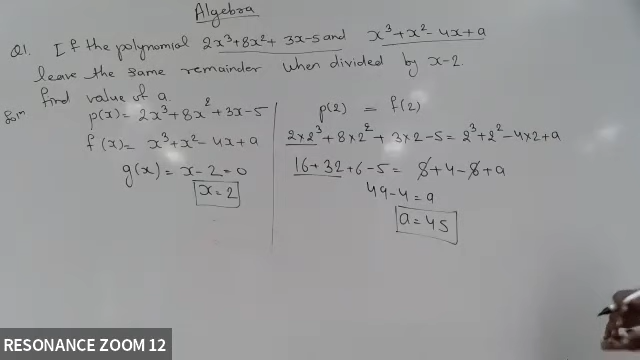 Algebra
Q1. If the polynomial 2x³+8x²+3x-5 and x³+x²-4x+a
leave the same remainder when divided by x-2.
find value of a.
Soln p(x)= 2x³+8x²+3x-5
f(x)= x³+x²-4x+a
g(x)= x-2=0
x=2
p(2) = f(2)
2×2³+8×2²+3×2-5=2³+2²-4×2+a
16+32+6-5= 8+4-8+a
49-4=a
a=45
RESONANCE ZOOM 12